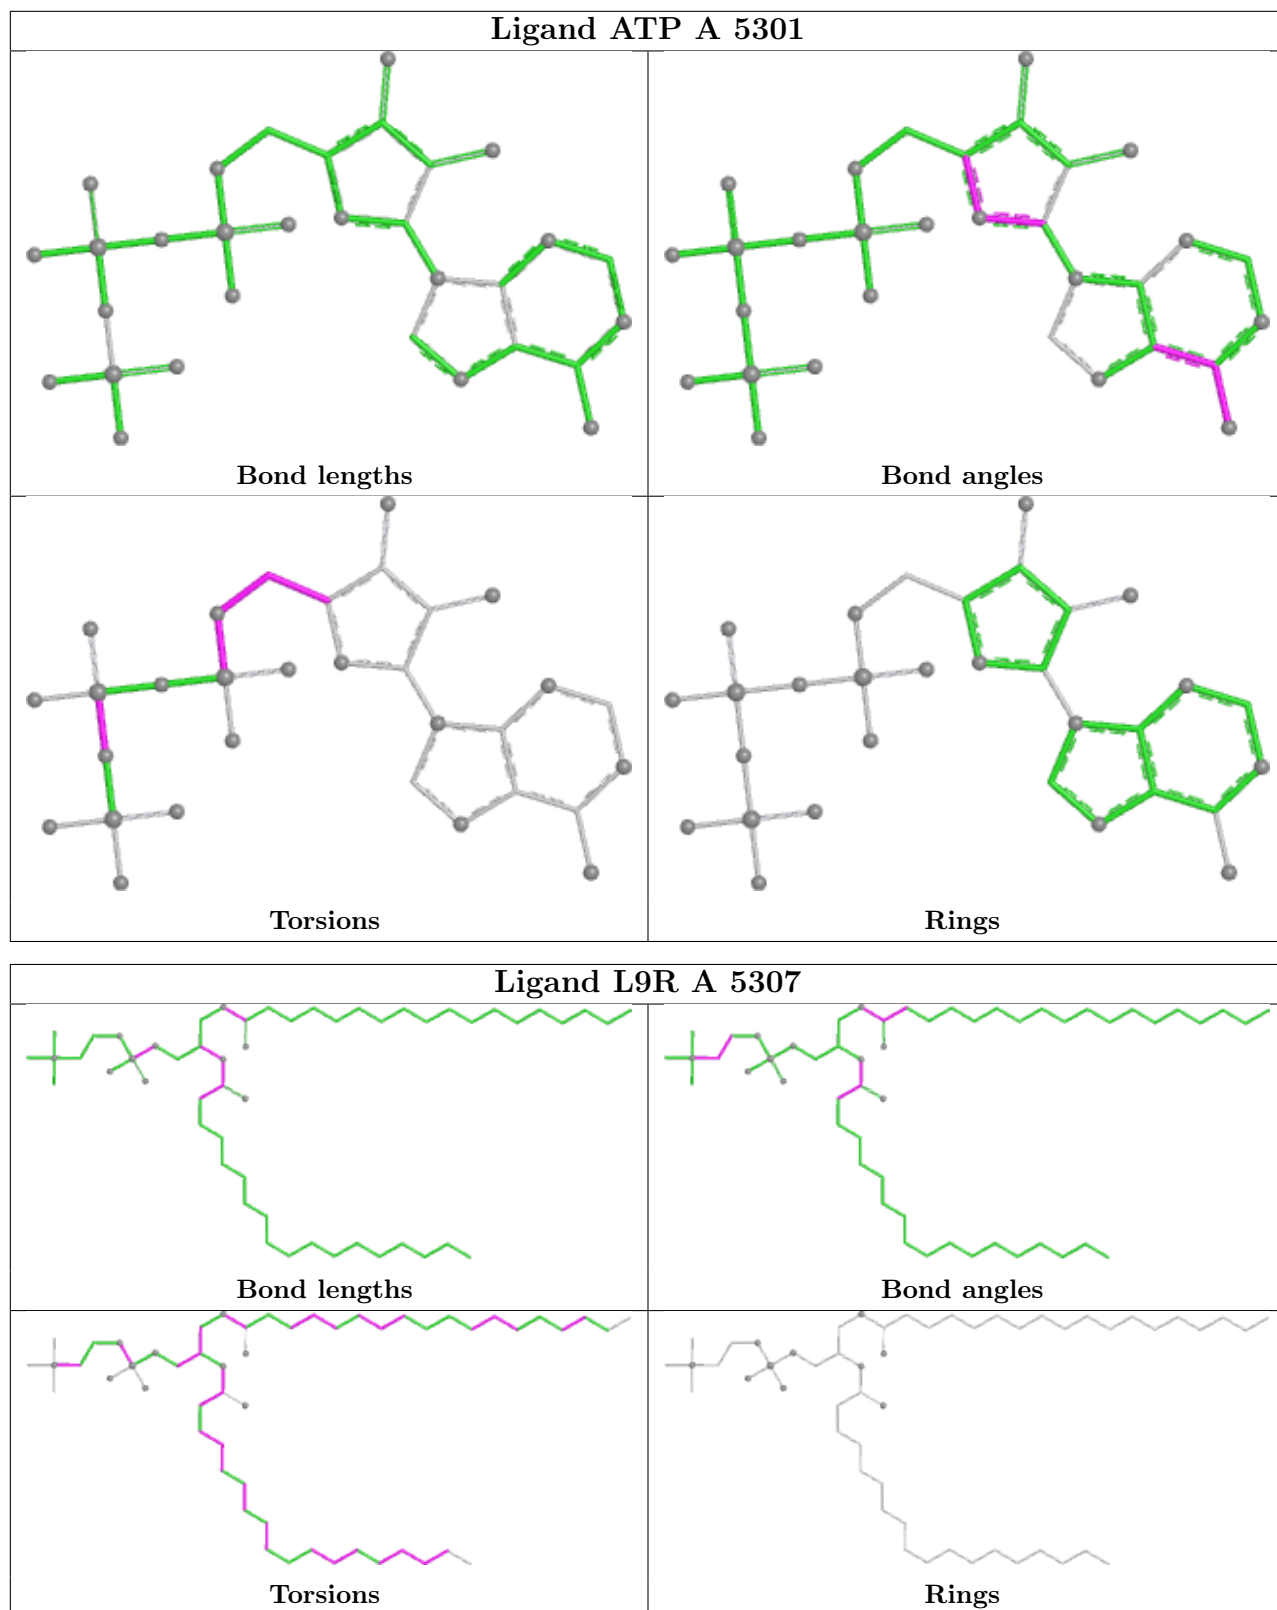 Ligand ATP A 5301
Bond lengths
Bond angles
Torsions
Rings
Ligand L9R A 5307
Bond lengths
Bond angles
Torsions
Rings